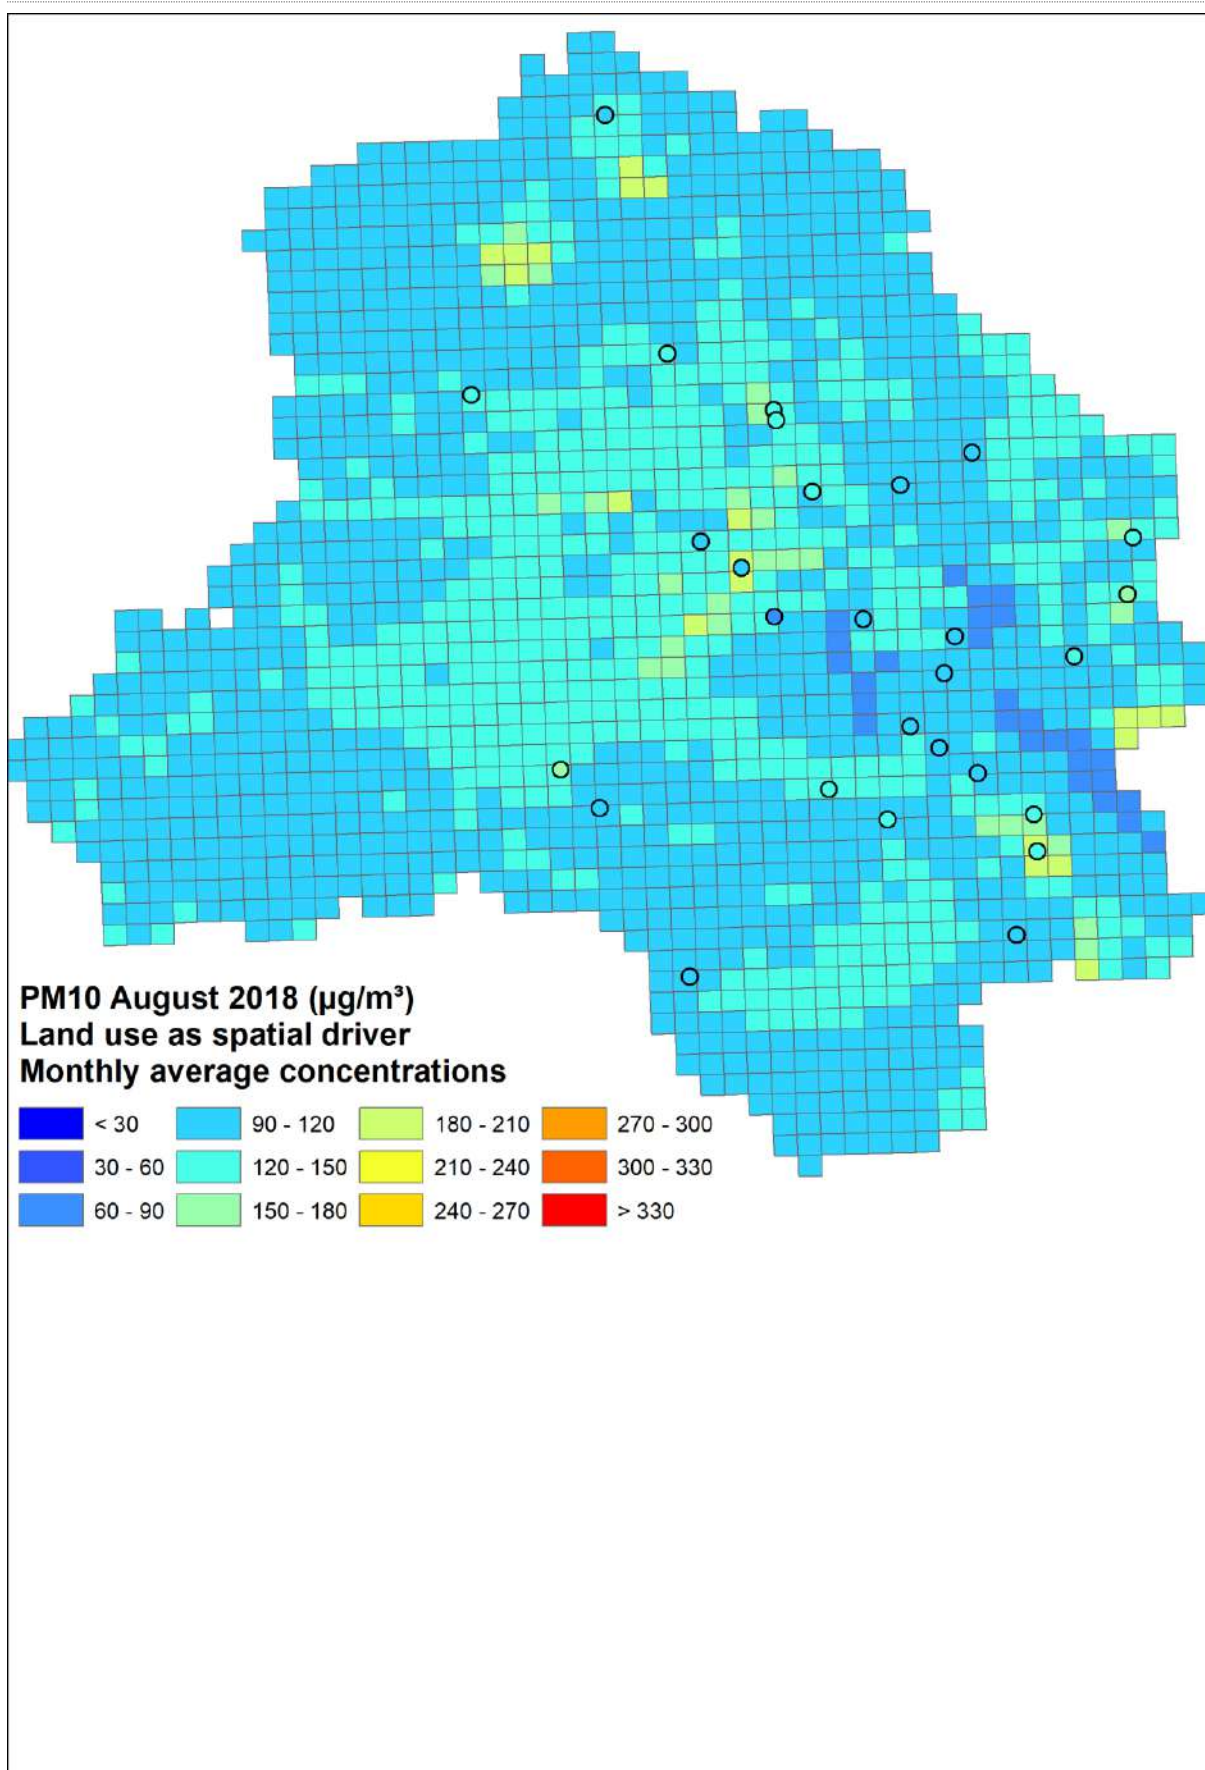 PM10 August 2018 (µg/m³)
Land use as spatial driver
Monthly average concentrations
< 30 90 - 120 180 - 210 270 - 300
30 - 60 120 - 150 210 - 240 300 - 330
60 - 90 150 - 180 240 - 270 > 330